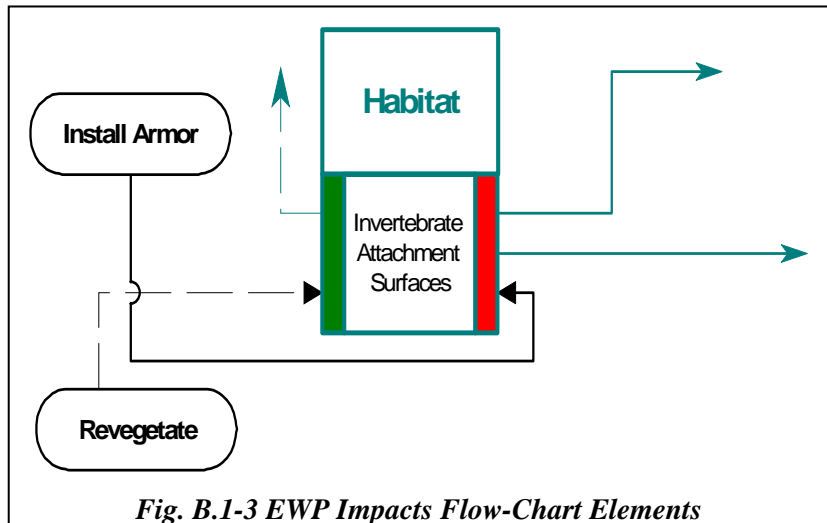 Habitat
Install Armor
Invertebrate
Attachment
Surfaces
Revegetate
Fig. B.1-3 EWP Impacts Flow-Chart Elements